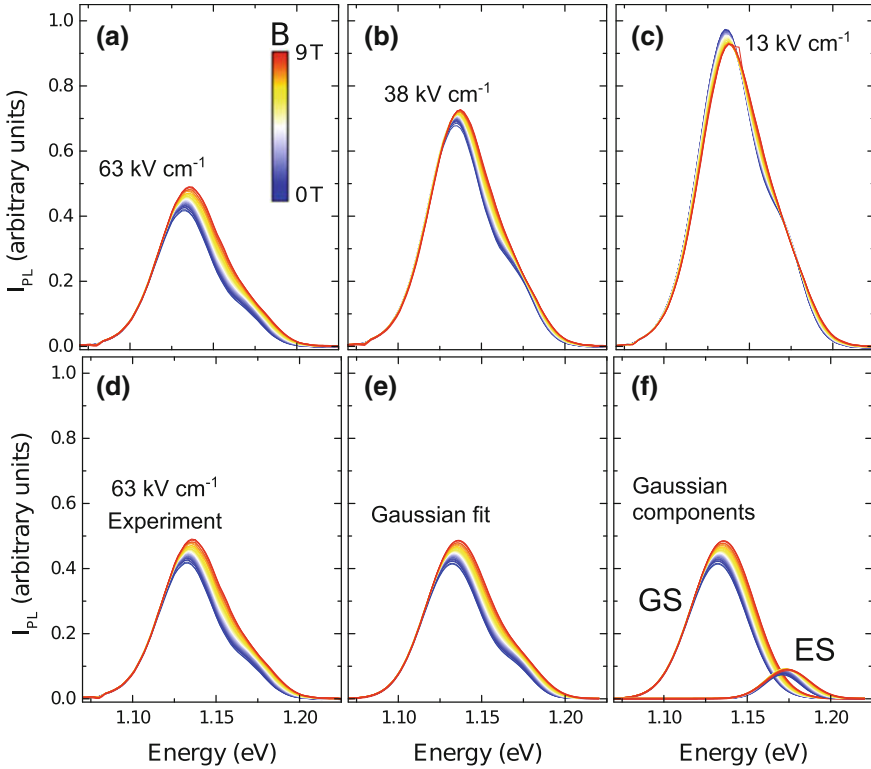 (a)
B
9T
0T
63 kV cm⁻¹
(b)
38 kV cm⁻¹
(c)
13 kV cm⁻¹
I_PL (arbitrary units)
1.0
0.8
0.6
0.4
0.2
0.0
(d)
63 kV cm⁻¹
Experiment
(e)
Gaussian fit
(f)
Gaussian
components
GS
ES
I_PL (arbitrary units)
1.0
0.8
0.6
0.4
0.2
0.0
1.10 1.15 1.20
1.10 1.15 1.20
1.10 1.15 1.20
Energy (eV)
Energy (eV)
Energy (eV)